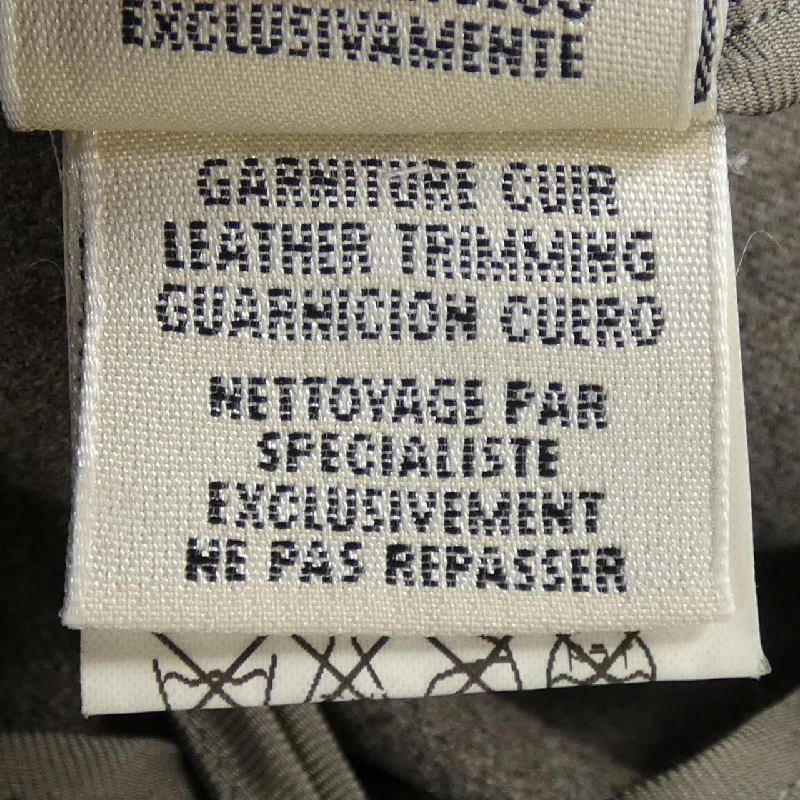 EXCLUSIVAMENTE
GARNITURE CUIR
LEATHER TRIMMING
GUARNICION CUERO
NETTOYAGE PAR
SPECIALISTE
EXCLUSIVEMENT
NE PAS REPASSER